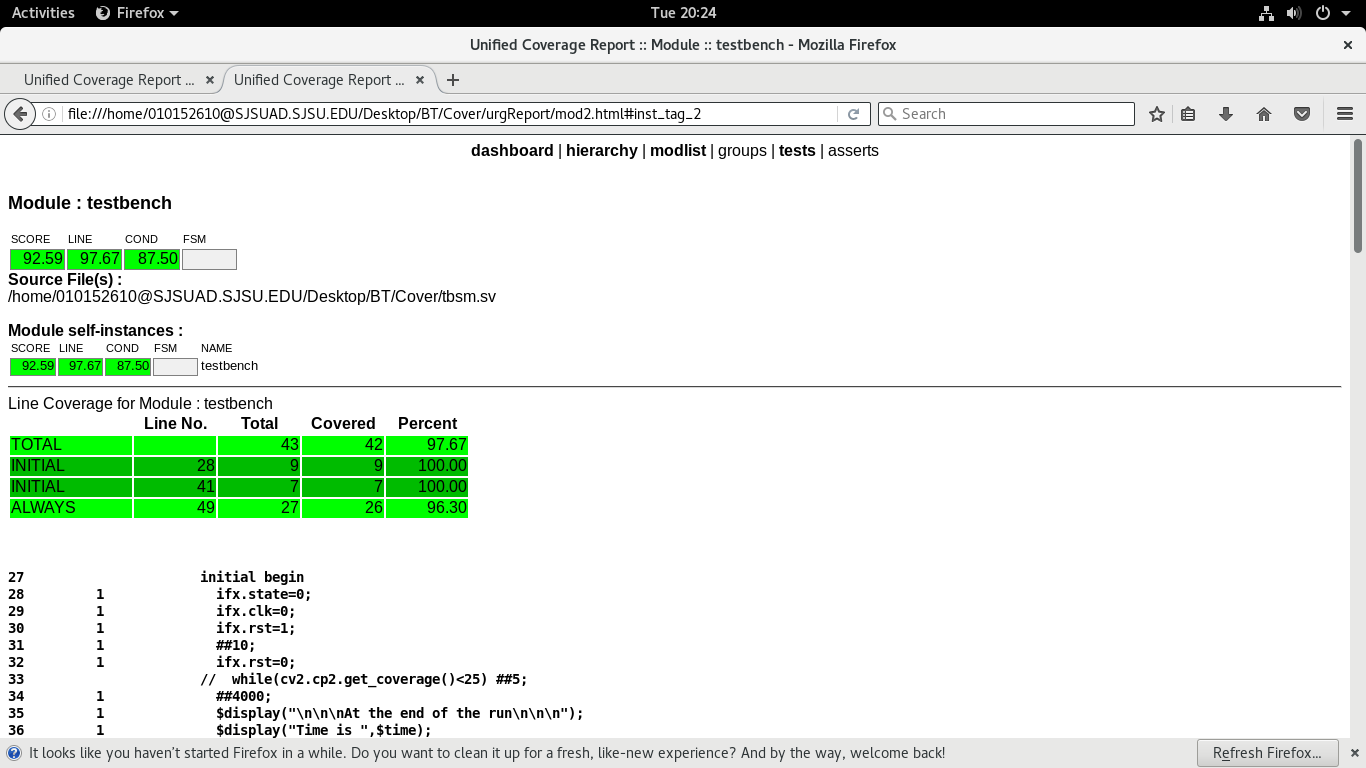 Activities Firefox Tue 20:24
Unified Coverage Report :: Module :: testbench - Mozilla Firefox
Unified Coverage Report ... Unified Coverage Report ...
file:///home/010152610@SJSUAD.SJSU.EDU/Desktop/BT/Cover/urgReport/mod2.html#inst_tag_2 Search
dashboard | hierarchy | modlist | groups | tests | asserts
Module : testbench
SCORE LINE COND FSM
92.59 97.67 87.50
Source File(s) :
/home/010152610@SJSUAD.SJSU.EDU/Desktop/BT/Cover/tbsm.sv
Module self-instances :
SCORE LINE COND FSM NAME
92.59 97.67 87.50 testbench
Line Coverage for Module : testbench
Line No. Total Covered Percent
TOTAL 43 42 97.67
INITIAL 28 9 9 100.00
INITIAL 41 7 7 100.00
ALWAYS 49 27 26 96.30
27 initial begin
28 1 ifx.state=0;
29 1 ifx.clk=0;
30 1 ifx.rst=1;
31 1 ##10;
32 1 ifx.rst=0;
33 // while(cv2.cp2.get_coverage()<25) ##5;
34 1 ##4000;
35 1 $display("\n\n\nAt the end of the run\n\n\n");
36 1 $display("Time is ",$time);
It looks like you haven't started Firefox in a while. Do you want to clean it up for a fresh, like-new experience? And by the way, welcome back! Refresh Firefox...